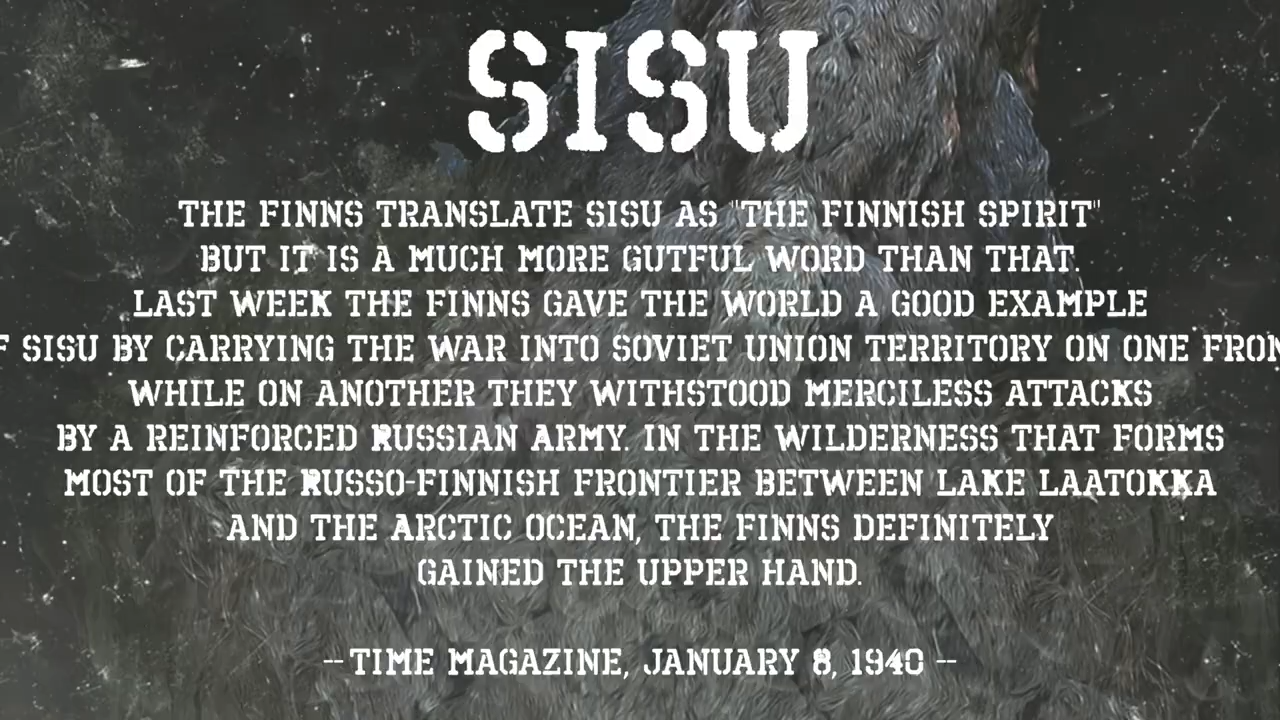 SISU
THE FINNS TRANSLATE SISU AS "THE FINNISH SPIRIT"
BUT IT IS A MUCH MORE GUTFUL WORD THAN THAT.
LAST WEEK THE FINNS GAVE THE WORLD A GOOD EXAMPLE
SISU BY CARRYING THE WAR INTO SOVIET UNION TERRITORY ON ONE
WHILE ON ANOTHER THEY WITHSTOOD MERCILESS ATTACKS
BY A REINFORCED RUSSIAN ARMY. IN THE WILDERNESS THAT FORMS
MOST OF THE RUSSO-FINNISH FRONTIER BETWEEN LAKE LAATOKKA
AND THE ARCTIC OCEAN, THE FINNS DEFINITELY
GAINED THE UPPER HAND.
--TIME MAGAZINE, JANUARY 8, 1940 --